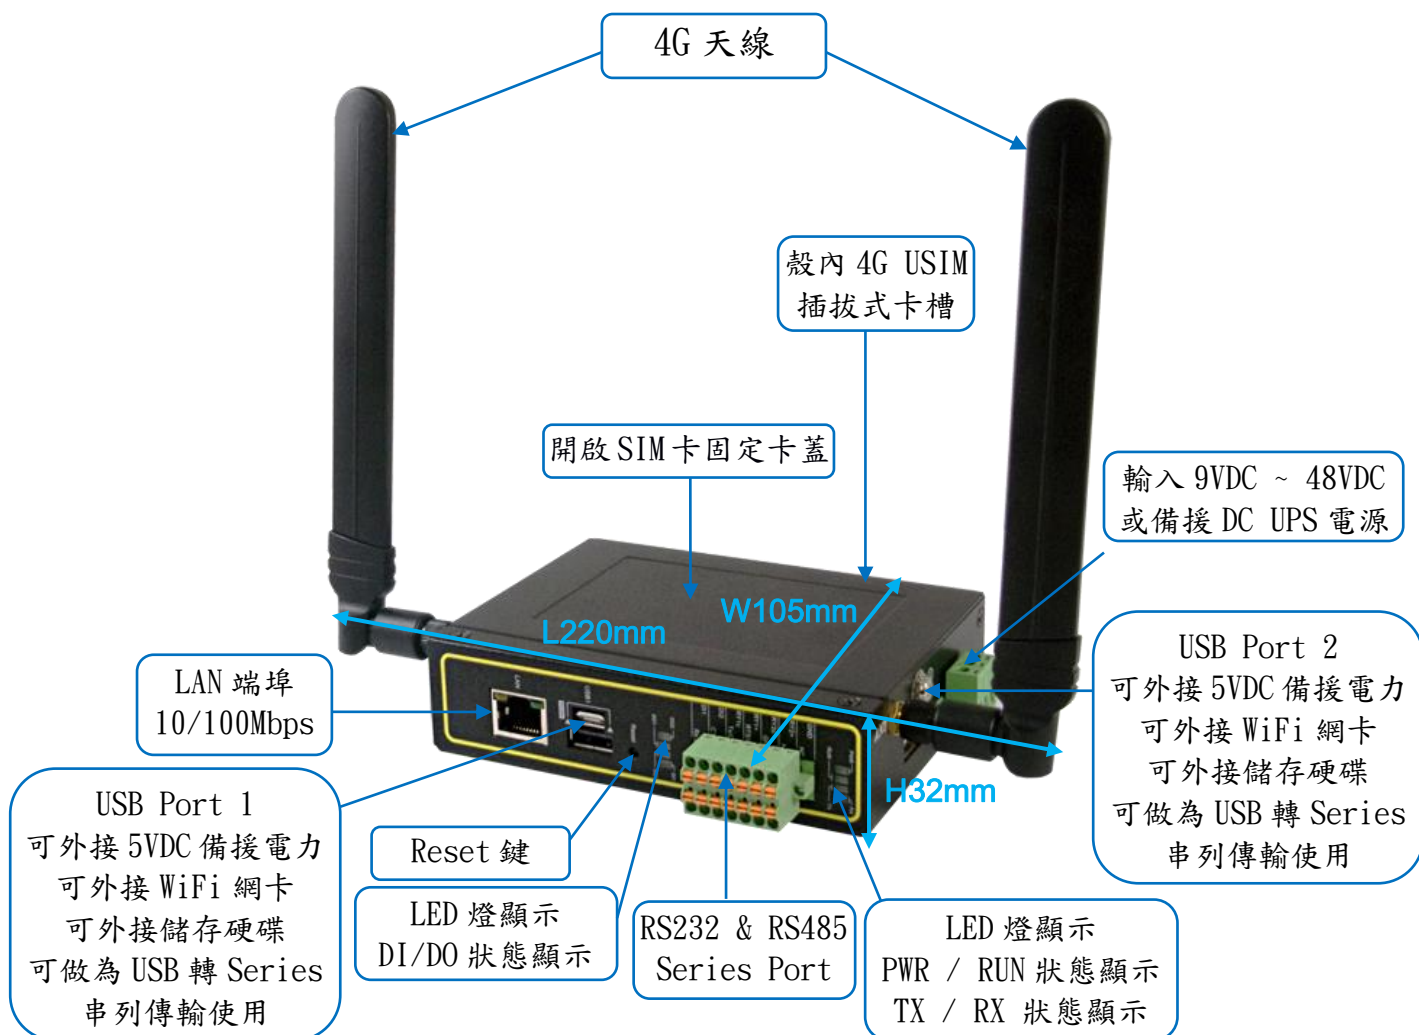 4G 天線
殼內 4G USIM
插拔式卡槽
開啟 SIM 卡固定卡蓋
輸入 9VDC ~ 48VDC
或備援 DC UPS 電源
W105mm
L220mm
H32mm
USB Port 2
可外接 5VDC 備援電力
可外接 WiFi 網卡
可外接儲存硬碟
可做為 USB 轉 Series
串列傳輸使用
LAN 端埠
10/100Mbps
LAN
USB Port 1
可外接 5VDC 備援電力
可外接 WiFi 網卡
可外接儲存硬碟
可做為 USB 轉 Series
串列傳輸使用
Reset 鍵
LED 燈顯示
DI/DO 狀態顯示
RS232 & RS485
Series Port
LED 燈顯示
PWR / RUN 狀態顯示
TX / RX 狀態顯示